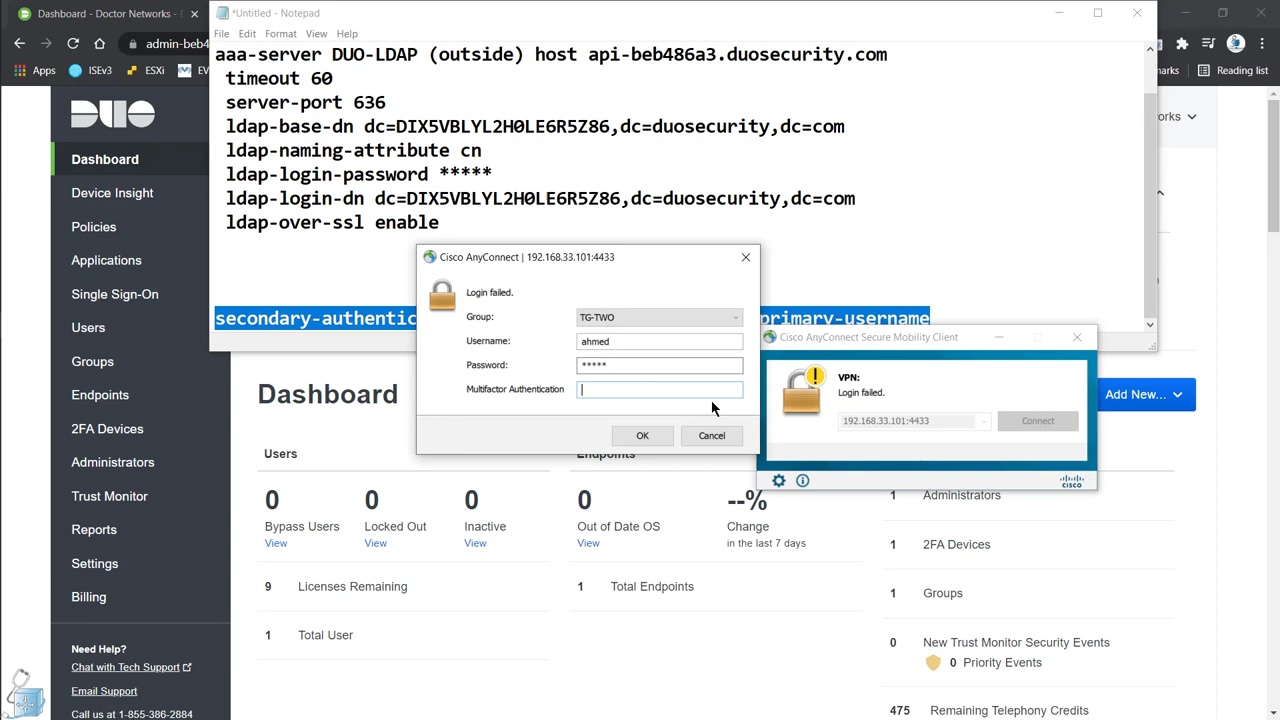 Dashboard - Doctor Networks -
*Untitled - Notepad
admin-beb4
File Edit Format View Help
Apps
ISEv3
ESXi
EV
marks
Reading list
aaa-server DUO-LDAP (outside) host api-beb486a3.duosecurity.com
timeout 60
server-port 636
ldap-base-dn dc=DIX5VBLYL2H0LE6R5Z86,dc=duosecurity,dc=com
ldap-naming-attribute cn
ldap-login-password *****
ldap-login-dn dc=DIX5VBLYL2H0LE6R5Z86,dc=duosecurity,dc=com
ldap-over-ssl enable
secondary-authentic
primary-username
DUO
orks
Dashboard
Device Insight
Policies
Applications
Single Sign-On
Users
Groups
Endpoints
2FA Devices
Administrators
Trust Monitor
Reports
Settings
Billing
Need Help?
Chat with Tech Support
Email Support
Call us at 1-855-386-2884
Cisco AnyConnect | 192.168.33.101:4433
Login failed.
Group: TG-TWO
Username: ahmed
Password: *****
Multifactor Authentication
OK Cancel
Cisco AnyConnect Secure Mobility Client
VPN:
Login failed.
192.168.33.101:4433
Connect
CISCO
Dashboard
Add New...
Users
Endpoints
0 0 0 0 --%
Bypass Users Locked Out Inactive Out of Date OS Change
View View View View in the last 7 days
9 Licenses Remaining
1 Total Endpoints
1 Total User
1 Administrators
1 2FA Devices
1 Groups
0 New Trust Monitor Security Events
0 Priority Events
475 Remaining Telephony Credits